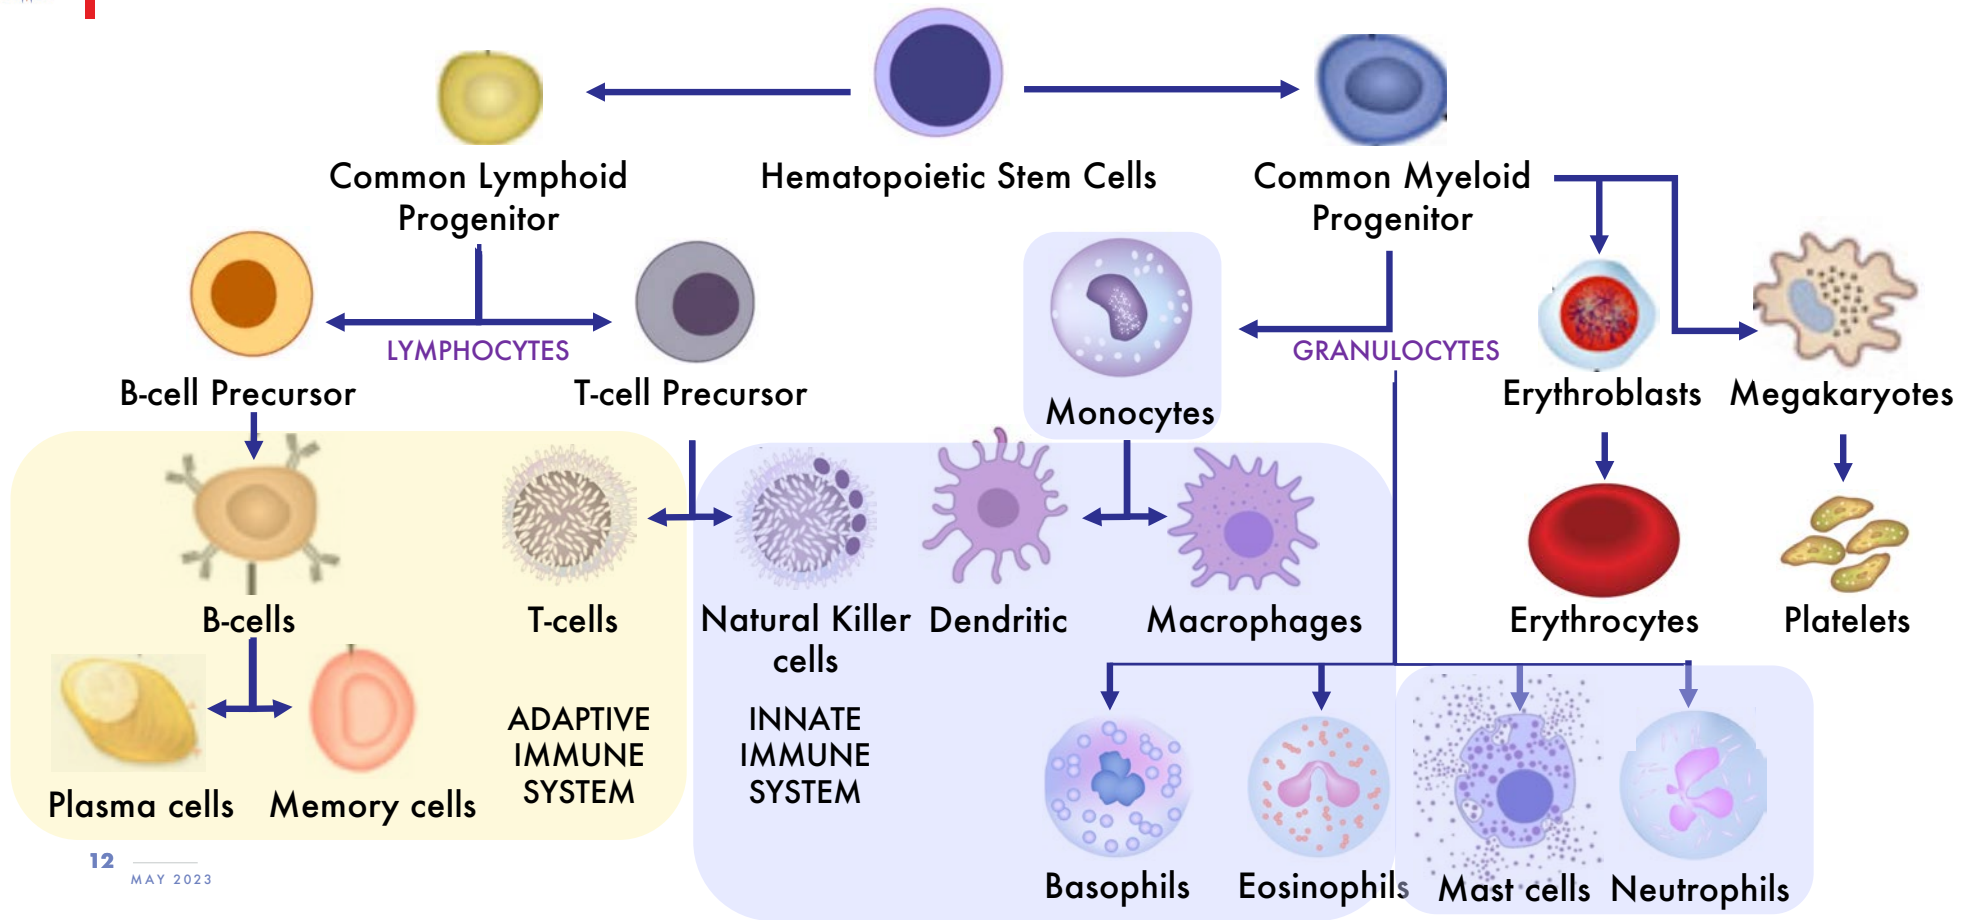 Common Lymphoid
Progenitor
Hematopoietic Stem Cells
Common Myeloid
Progenitor
LYMPHOCYTES
GRANULOCYTES
B-cell Precursor
T-cell Precursor
Monocytes
Erythroblasts
Megakaryotes
B-cells
T-cells
Natural Killer
cells
Dendritic
Macrophages
Erythrocytes
Platelets
ADAPTIVE
IMMUNE
SYSTEM
INNATE
IMMUNE
SYSTEM
Plasma cells
Memory cells
Basophils
Eosinophils
Mast cells
Neutrophils
12
MAY 2023